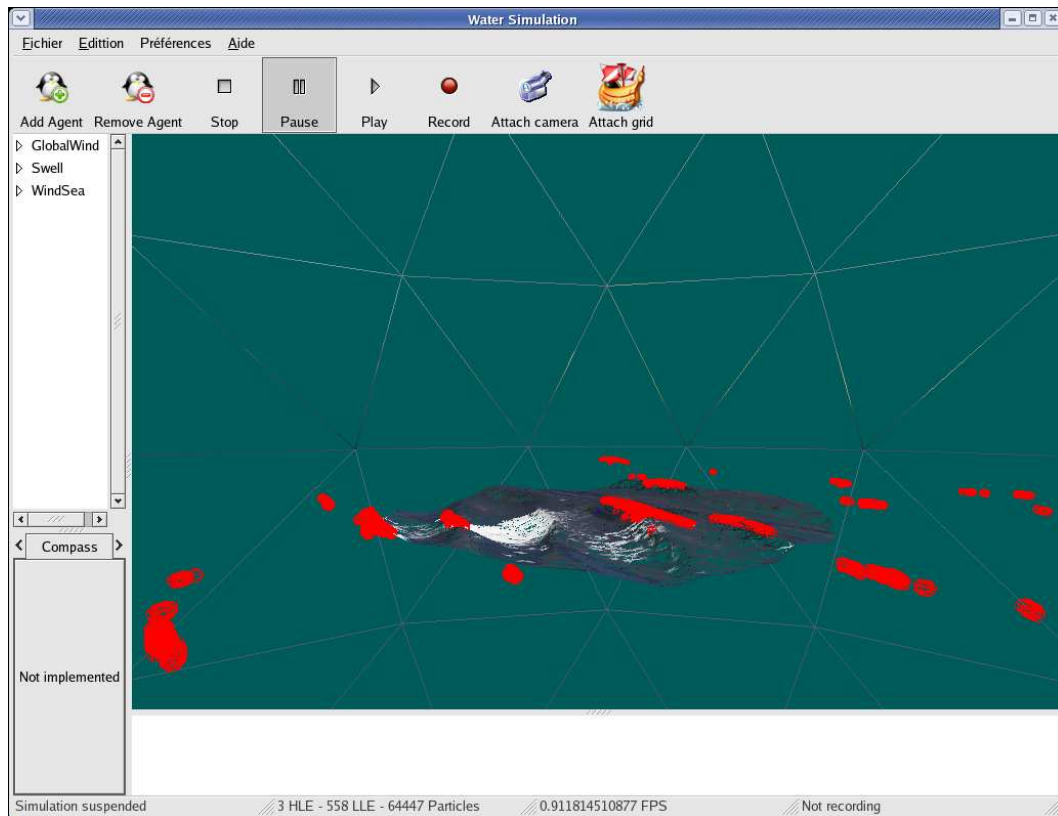 Water Simulation
Fichier Edittion Préférences Aide
Add Agent Remove Agent Stop Pause Play Record Attach camera Attach grid
GlobalWind
Swell
WindSea
Compass
Not implemented
Simulation suspended 3 HLE - 558 LLE - 64447 Particles 0.911814510877 FPS Not recording